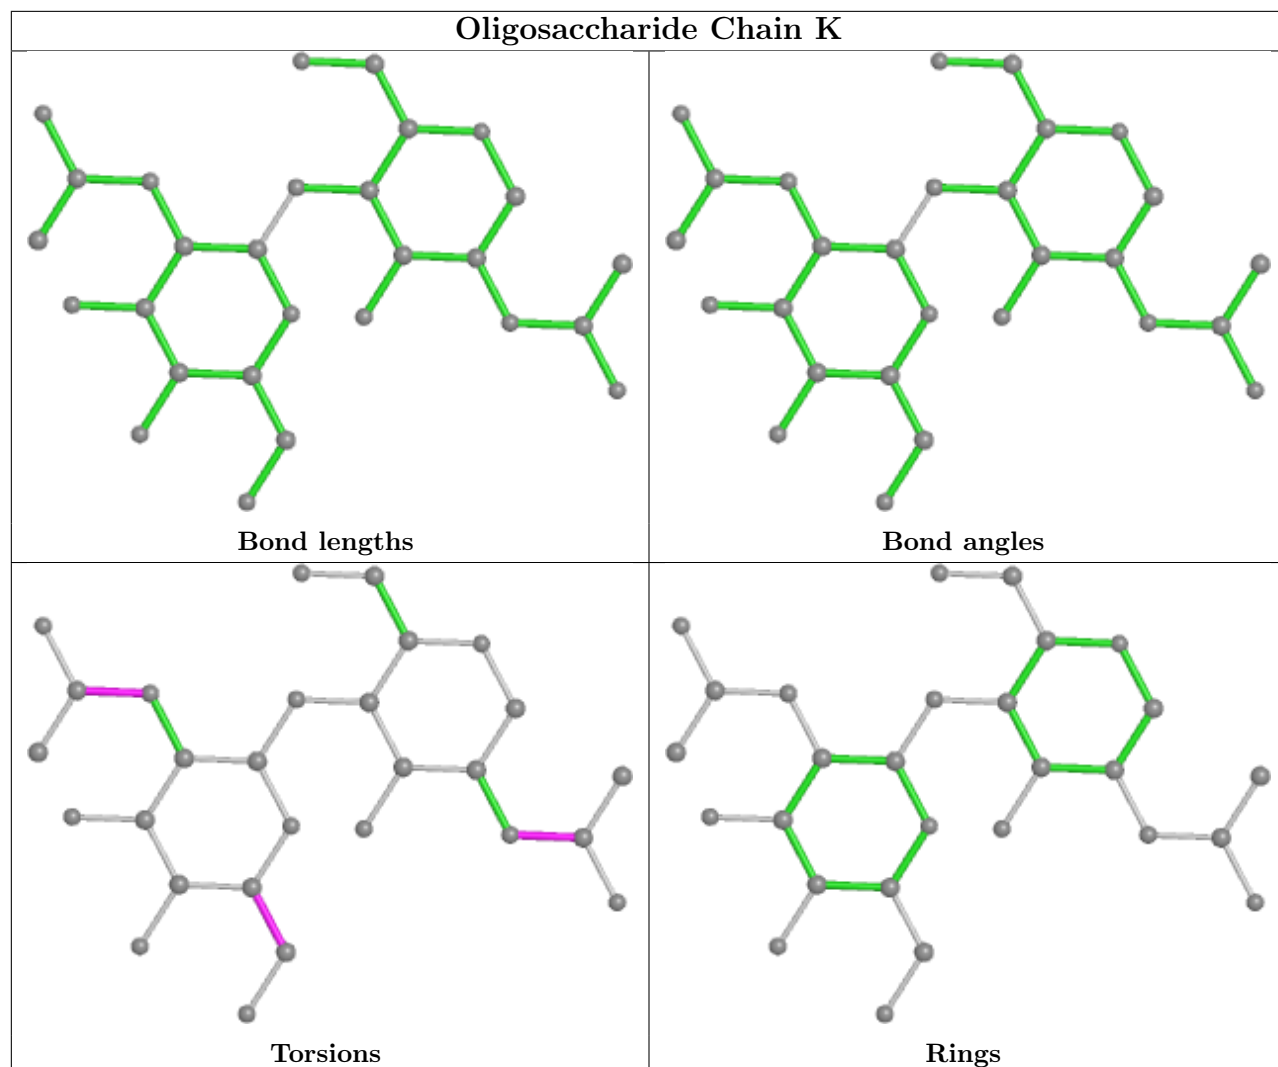 Oligosaccharide Chain K
Bond lengths
Bond angles
Torsions
Rings